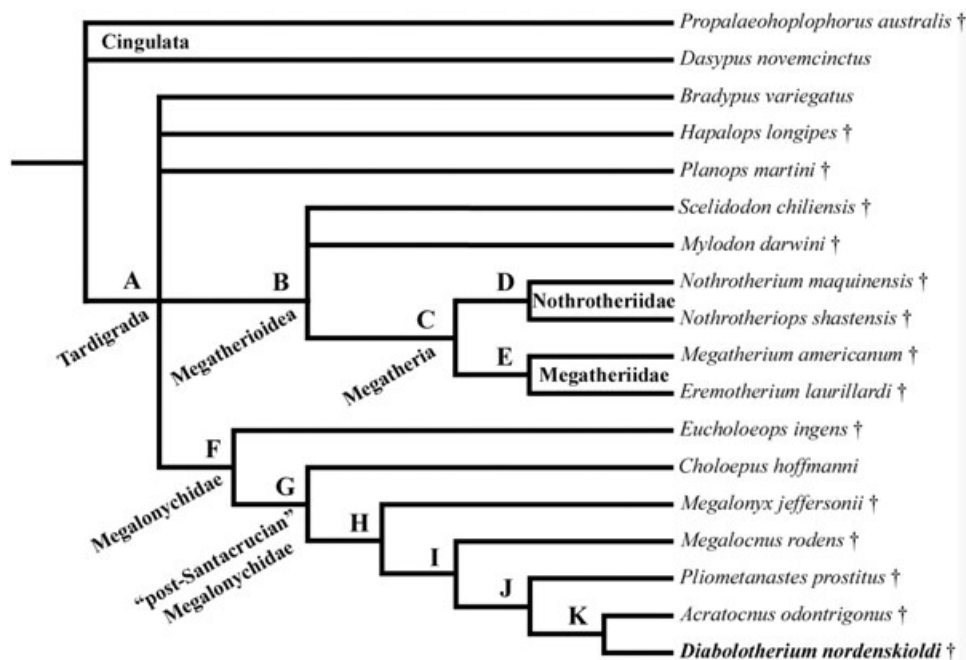 Propalaeohoplophorus australis †
Cingulata
Dasypus novemcinctus
Bradypus variegatus
Hapalops longipes †
Planops martini †
Scelidodon chiliensis †
Mylodon darwini †
A
B
D
Nothrotherium maquinensis †
Nothrotheriidae
Nothrotheriops shastensis †
C
Tardigrada
Megatherioidea
Megatheria
E
Megatherium americanum †
Megatheriidae
Eremotherium laurillardi †
Eucholoeops ingens †
F
Choloepus hoffmanni
G
Megalonychidae
Megalonyx jeffersonii †
H
"post-Santacrucian"
Megalonychidae
Megalocnus rodens †
I
Pliometanastes prostitus †
J
Acratocnus odontrigonus †
K
Diabolotherium nordenskioldi †